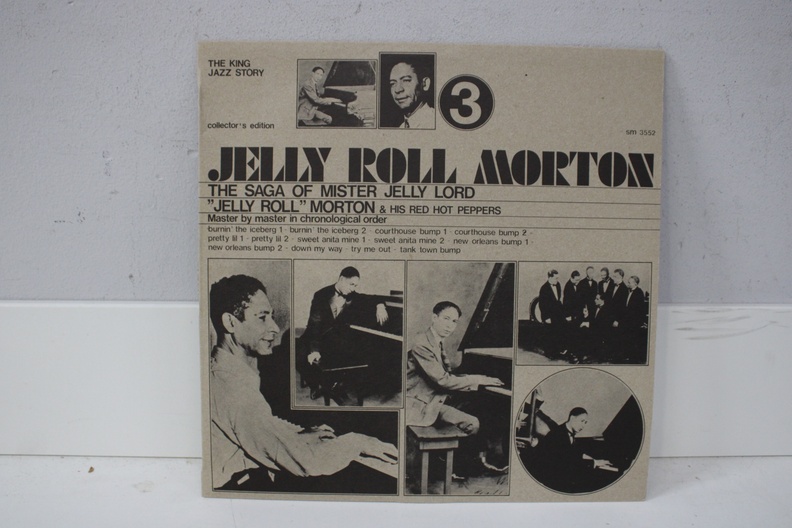 THE KING
JAZZ STORY
3
collector's edition
sm 3552
JELLY ROLL MORTON
THE SAGA OF MISTER JELLY LORD
"JELLY ROLL" MORTON & HIS RED HOT PEPPERS
Master by master in chronological order
burnin' the iceberg 1 · burnin' the iceberg 2 · courthouse bump 1 · courthouse bump 2 ·
pretty lil 1 · pretty lil 2 · sweet anita mine 1 · sweet anita mine 2 · new orleans bump 1 ·
new orleans bump 2 · down my way · try me out · tank town bump